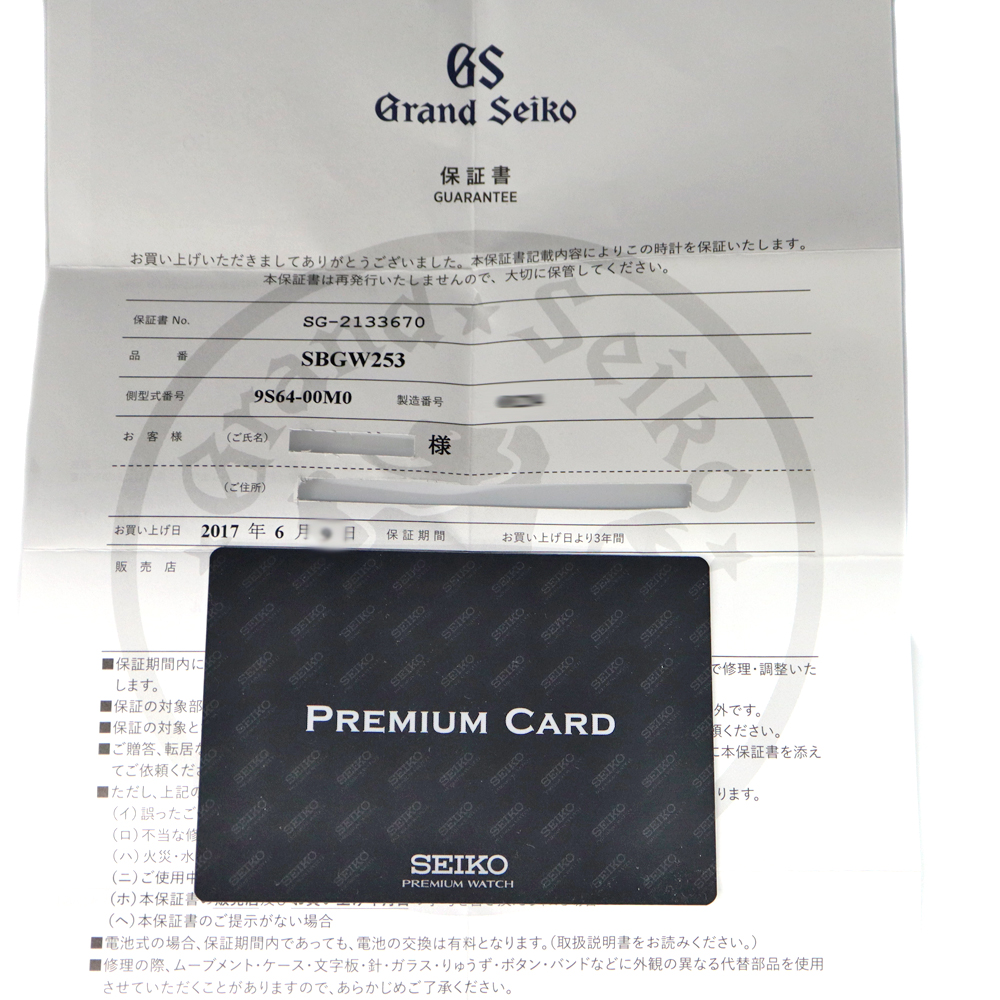 GS
Grand Seiko
保証書
GUARANTEE
お買い上げいただきましてありがとうございました。本保証書記載内容によりこの時計を保証いたします。
本保証書は再発行いたしませんので、大切に保管してください。
保証書 No. SG-2133670
品 番 SBGW253
側型式番号 9S64-00M0 製造番号
お 客 様 (ご氏名) 様
(ご住所)
お買い上げ日 2017 年 6 月 日 保証期間 お買い上げ日より3年間
販 売 店
■保証期間内に で修理・調整いた
します。
■保証の対象部 外です。
■保証の対象と 頼ください。
■ご贈答、転居 に本保証書を添え
てご依頼くだ
■ただし、上記の ります。
(イ)誤ったご
(ロ)不当な修
(ハ)火災・水
(ニ)ご使用中
(ホ)本保証書
(ヘ)本保証書のご提示がない場合
■電池式の場合、保証期間内であっても、電池の交換は有料となります。(取扱説明書をお読みください。)
■修理の際、ムーブメント・ケース・文字板・針・ガラス・りゅうず・ボタン・バンドなどに外観の異なる代替部品を使用
させていただくことがありますので、あらかじめご了承ください。
PREMIUM CARD
SEIKO
PREMIUM WATCH
Grand Seiko